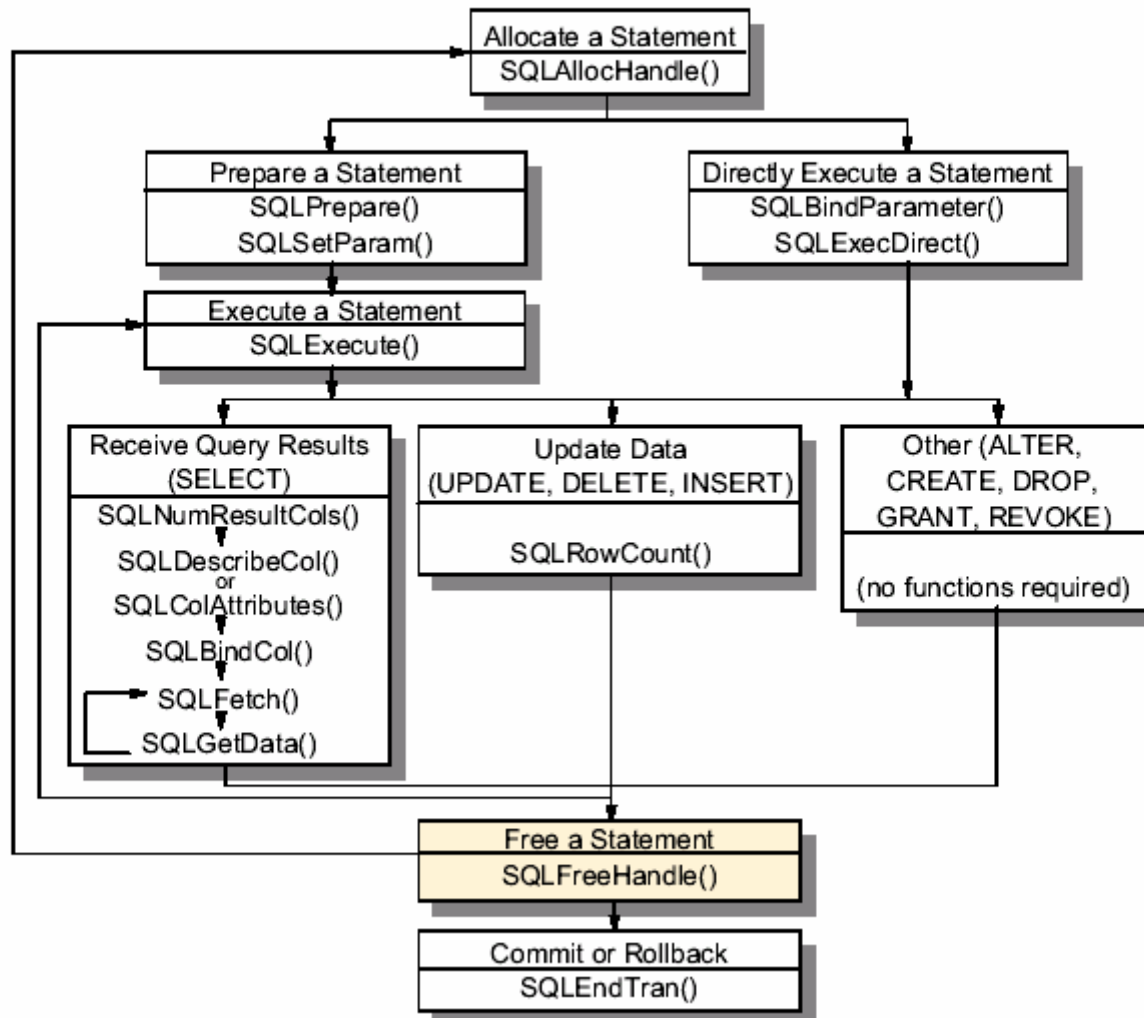 Allocate a Statement
SQLAllocHandle()
Prepare a Statement
SQLPrepare()
SQLSetParam()
Directly Execute a Statement
SQLBindParameter()
SQLExecDirect()
Execute a Statement
SQLExecute()
Receive Query Results
(SELECT)
SQLNumResultCols()
SQLDescribeCol()
or
SQLColAttributes()
SQLBindCol()
SQLFetch()
SQLGetData()
Update Data
(UPDATE, DELETE, INSERT)
SQLRowCount()
Other (ALTER,
CREATE, DROP,
GRANT, REVOKE)
(no functions required)
Free a Statement
SQLFreeHandle()
Commit or Rollback
SQLEndTran()